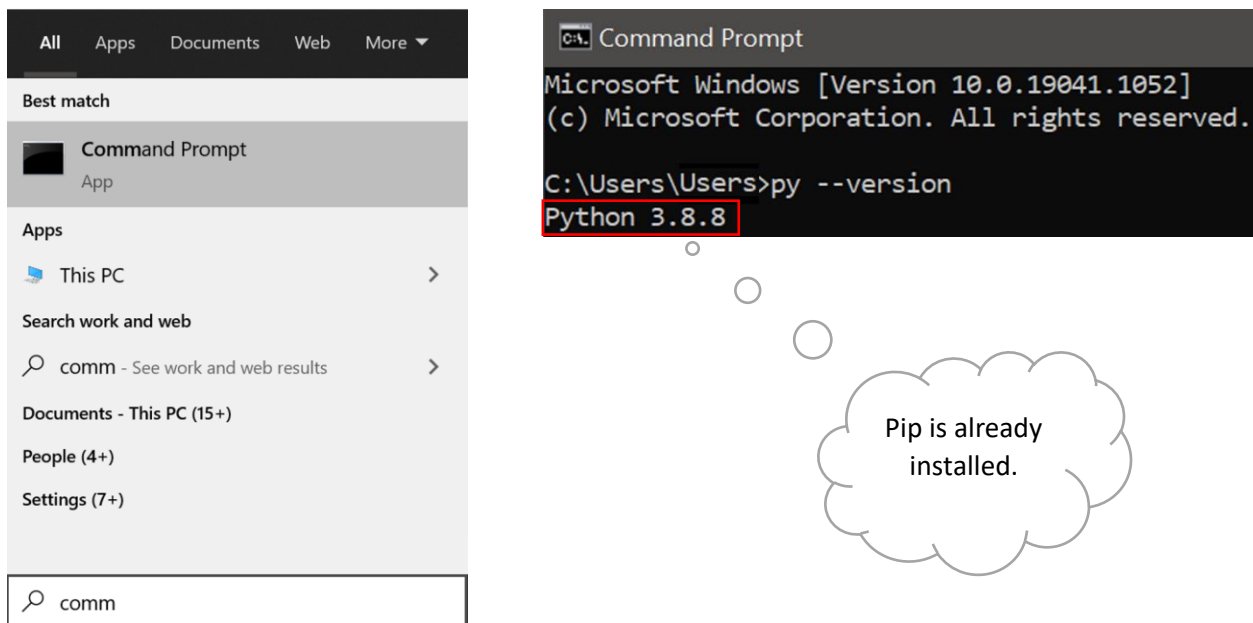 All Apps Documents Web More
Best match
Command Prompt
App
Apps
This PC
Search work and web
comm - See work and web results
Documents - This PC (15+)
People (4+)
Settings (7+)
comm
C:\. Command Prompt
Microsoft Windows [Version 10.0.19041.1052]
(c) Microsoft Corporation. All rights reserved.
C:\Users\Users>py --version
Python 3.8.8
Pip is already
installed.